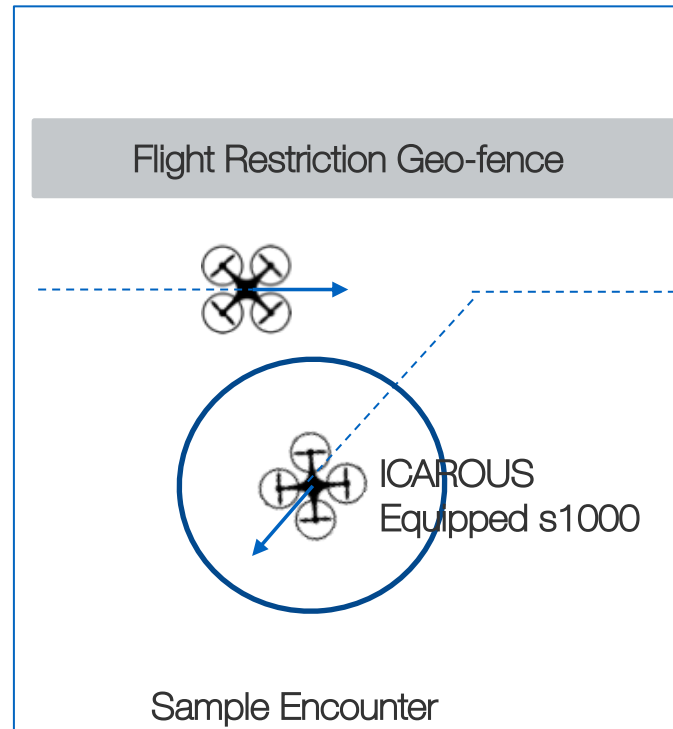 Flight Restriction Geo-fence
ICAROUS
Equipped s1000
Sample Encounter